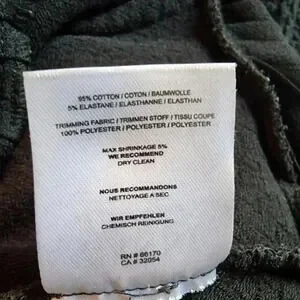 95% COTTON / COTON / BAUMWOLLE
5% ELASTANE / ELASTHANNE / ELASTHAN
TRIMMING FABRIC / TRIMMEN STOFF / TISSU COUPE
100% POLYESTER / POLYESTER / POLYESTER
MAX SHRINKAGE 5%
WE RECOMMEND
DRY CLEAN
NOUS RECOMMANDONS
NETTOYAGE A SEC
WIR EMPFEHLEN
CHEMISCH REINIGUNG
RN # 66170
CA # 32054